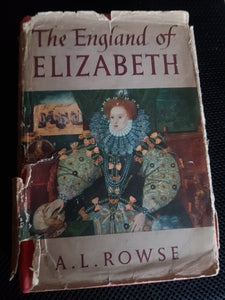 The England of
ELIZABETH
A. L. ROWSE